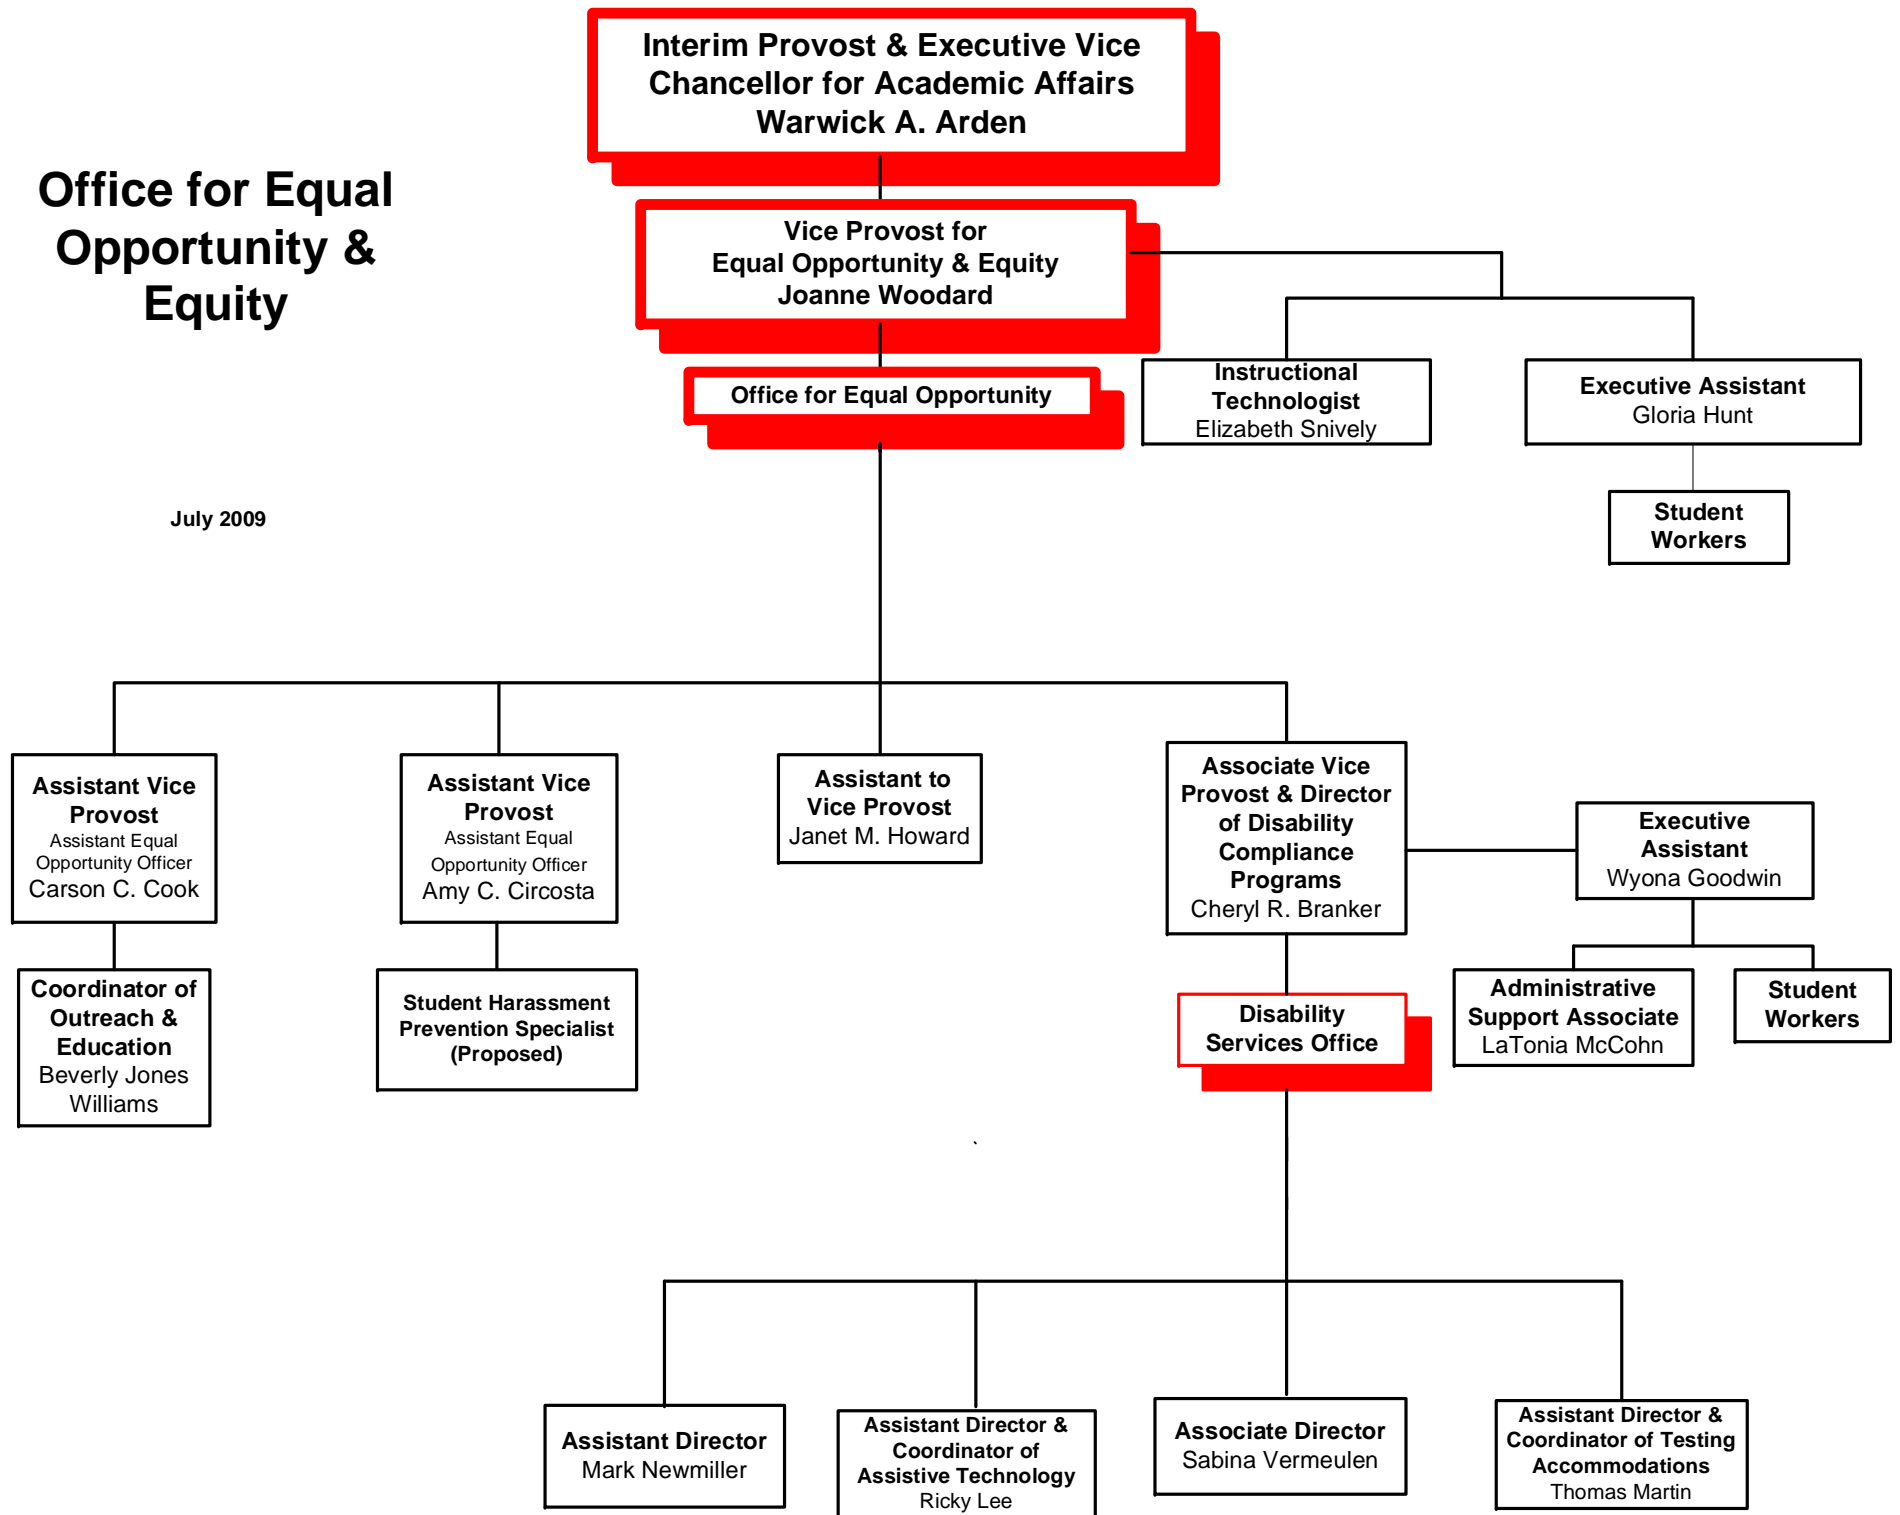 Interim Provost & Executive Vice
Chancellor for Academic Affairs
Warwick A. Arden
Office for Equal
Opportunity &
Equity
Vice Provost for
Equal Opportunity & Equity
Joanne Woodard
Office for Equal Opportunity
Instructional
Technologist
Elizabeth Snively
Executive Assistant
Gloria Hunt
Student
Workers
July 2009
Assistant Vice
Provost
Assistant Equal
Opportunity Officer
Carson C. Cook
Assistant Vice
Provost
Assistant Equal
Opportunity Officer
Amy C. Circosta
Assistant to
Vice Provost
Janet M. Howard
Associate Vice
Provost & Director
of Disability
Compliance
Programs
Cheryl R. Branker
Executive
Assistant
Wyona Goodwin
Coordinator of
Outreach &
Education
Beverly Jones
Williams
Student Harassment
Prevention Specialist
(Proposed)
Disability
Services Office
Administrative
Support Associate
LaTonia McCohn
Student
Workers
`
Assistant Director
Mark Newmiller
Assistant Director &
Coordinator of
Assistive Technology
Ricky Lee
Associate Director
Sabina Vermeulen
Assistant Director &
Coordinator of Testing
Accommodations
Thomas Martin